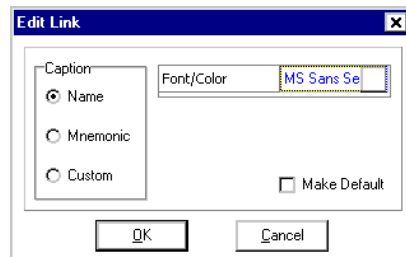 Edit Link
Caption
Font/Color MS Sans Se
Name
Mnemonic
Custom
Make Default
OK Cancel